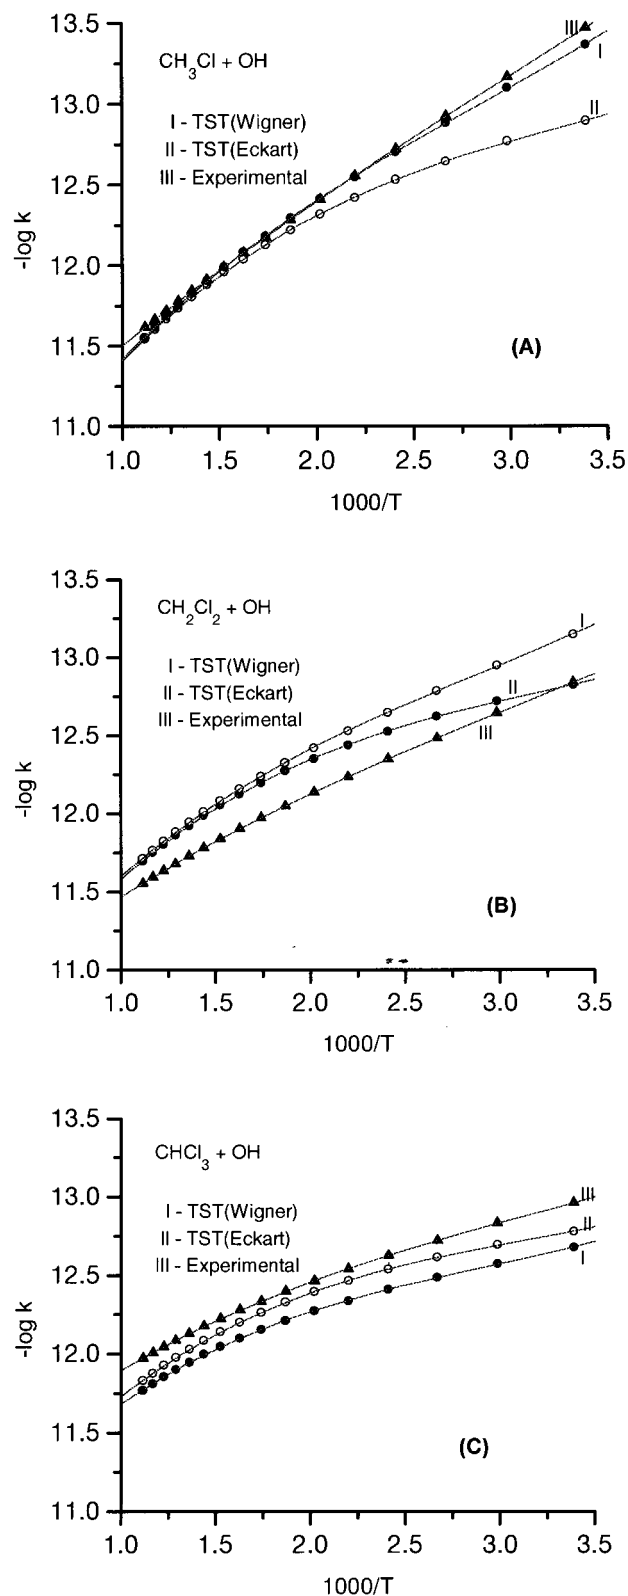 13.5
13.0
12.5
12.0
11.5
11.0
-log k
CH3Cl + OH
I - TST(Wigner)
II - TST(Eckart)
III - Experimental
III
I
II
(A)
1.0 1.5 2.0 2.5 3.0 3.5
1000/T
13.5
13.0
12.5
12.0
11.5
11.0
-log k
CH2Cl2 + OH
I - TST(Wigner)
II - TST(Eckart)
III - Experimental
I
II
III
(B)
1.0 1.5 2.0 2.5 3.0 3.5
1000/T
13.5
13.0
12.5
12.0
11.5
11.0
-log k
CHCl3 + OH
I - TST(Wigner)
II - TST(Eckart)
III - Experimental
III
II
I
(C)
1.0 1.5 2.0 2.5 3.0 3.5
1000/T